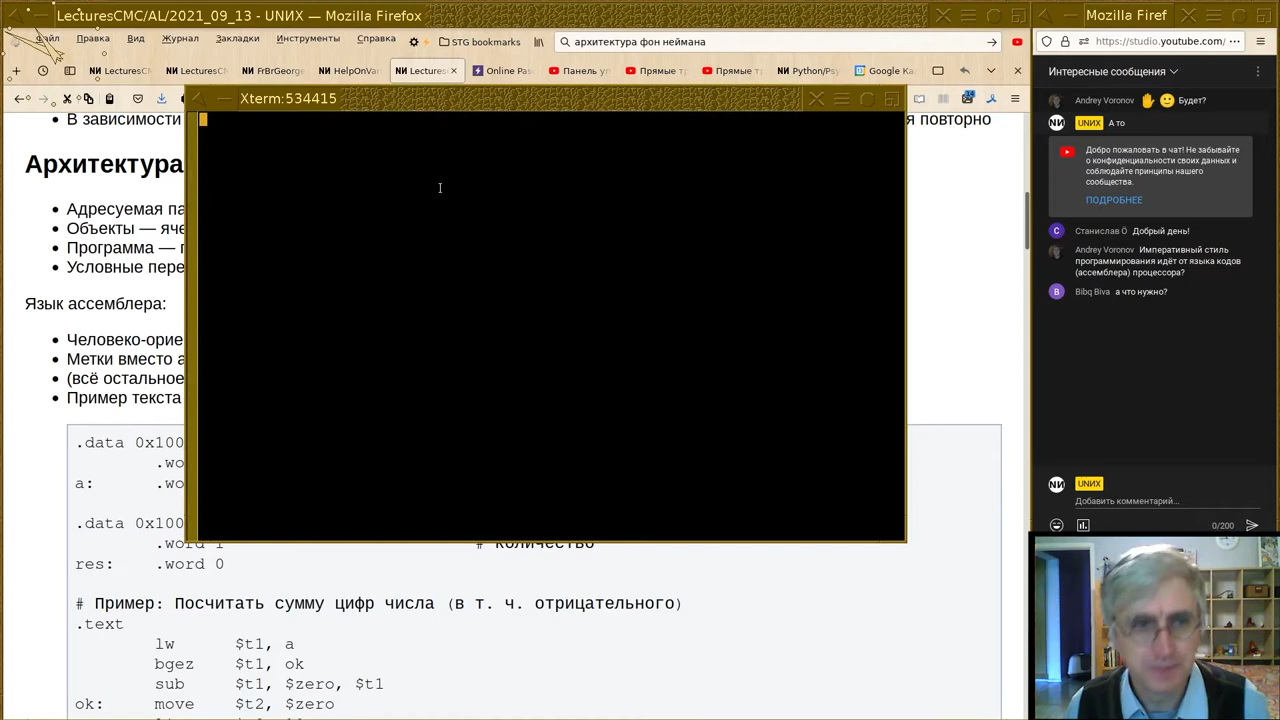 LecturesCMC/AL/2021_09_13 - UNИX — Mozilla Firefox
Mozilla Firef
айл Правка Вид Журнал Закладки Инструменты Справка
STG bookmarks
архитектура фон неймана
https://studio.youtube.com/
LecturesC
LecturesCM
FrBrGeorge
HelpOnVar
Lectures
Online Pas
Панель уп
Прямые тр
Прямые т
Python/Psy
Google Ка
Xterm:534415
14
В зависимости
я повторно
Архитектура
Адресуемая па
Объекты — яче
Программа — п
Условные пере
Язык ассемблера:
Человеко-орие
Метки вместо а
(всё остальное
Пример текста
.data 0x100
.wo
a: .wo
.data 0x100
.word 1 # Количество
res: .word 0
# Пример: Посчитать сумму цифр числа (в т. ч. отрицательного)
.text
lw $t1, a
bgez $t1, ok
sub $t1, $zero, $t1
ok: move $t2, $zero
Интересные сообщения
Andrey Voronov Будет?
UNИX А то
Добро пожаловать в чат! Не забывайте
о конфиденциальности своих данных и
соблюдайте принципы нашего
сообщества.
ПОДРОБНЕЕ
Станислав Ö Добрый день!
Andrey Voronov Императивный стиль
программирования идёт от языка кодов
(ассемблера) процессора?
Bibq Biva а что нужно?
UNИX
Добавить комментарий...
0/200